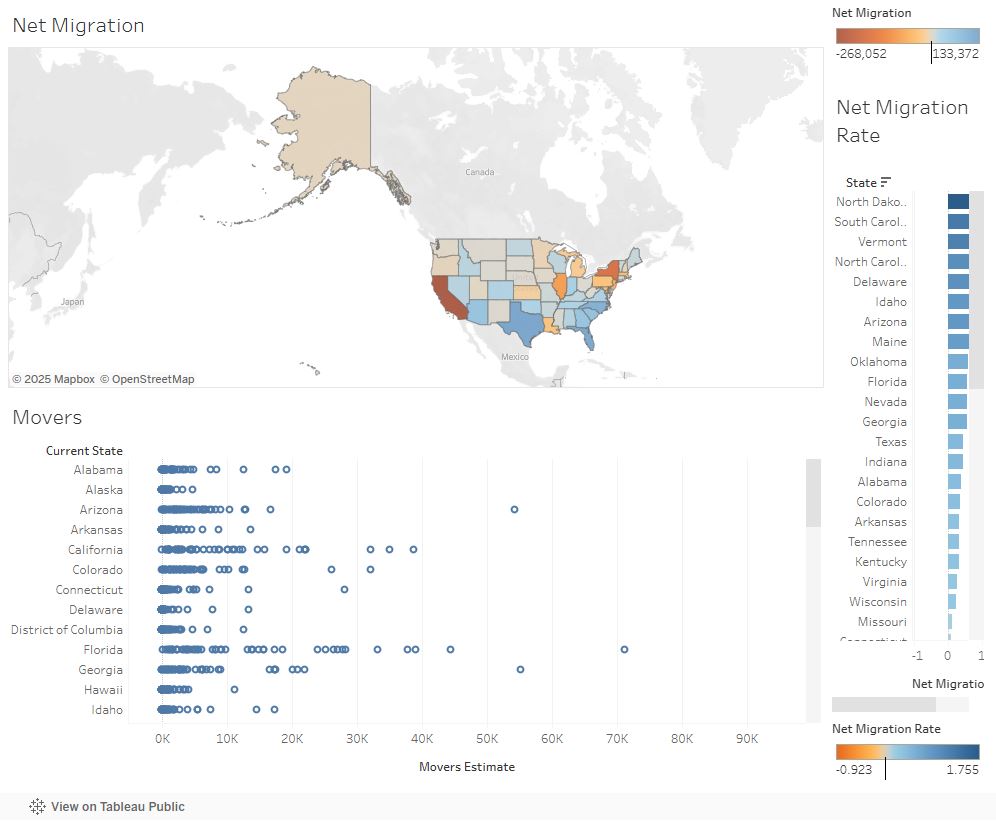 Net Migration
Canada
Japan
Mexico
© 2025 Mapbox © OpenStreetMap
Movers
Current State
Alabama
Alaska
Arizona
Arkansas
California
Colorado
Connecticut
Delaware
District of Columbia
Florida
Georgia
Hawaii
Idaho
0K 10K 20K 30K 40K 50K 60K 70K 80K 90K
Movers Estimate
Net Migration
-268,052 133,372
Net Migration
Rate
State
North Dako..
South Carol..
Vermont
North Carol..
Delaware
Idaho
Arizona
Maine
Oklahoma
Florida
Nevada
Georgia
Texas
Indiana
Alabama
Colorado
Arkansas
Tennessee
Kentucky
Virginia
Wisconsin
Missouri
Connecticut
-1 0 1
Net Migratio
Net Migration Rate
-0.923 1.755
View on Tableau Public